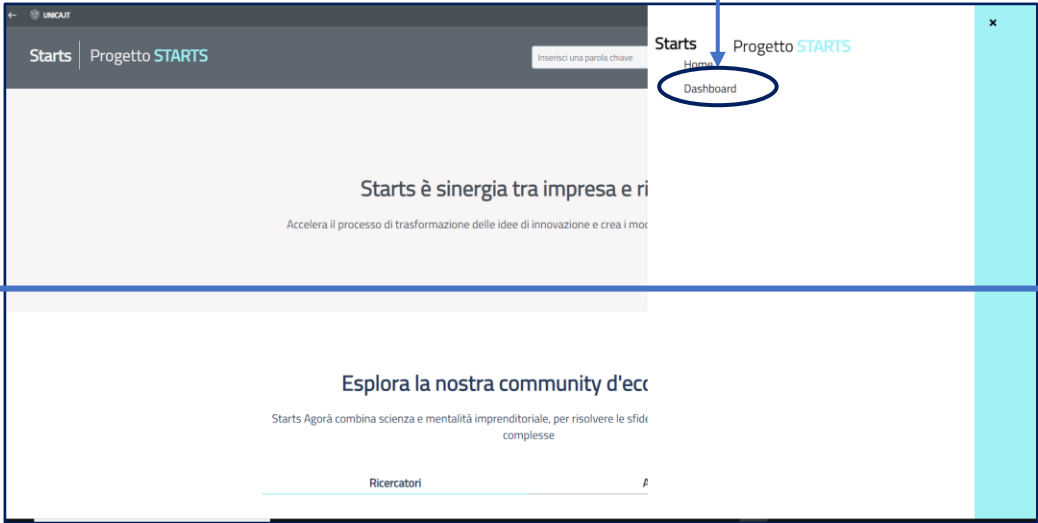 UNICA.IT
Starts Progetto STARTS
Inserisci una parola chiave
Starts Progetto STARTS
Home
Dashboard
×
Starts è sinergia tra impresa e ri
Accelera il processo di trasformazione delle idee di innovazione e crea i mod
Esplora la nostra community d'eco
Starts Agorà combina scienza e mentalità imprenditoriale, per risolvere le sfide
complesse
Ricercatori A